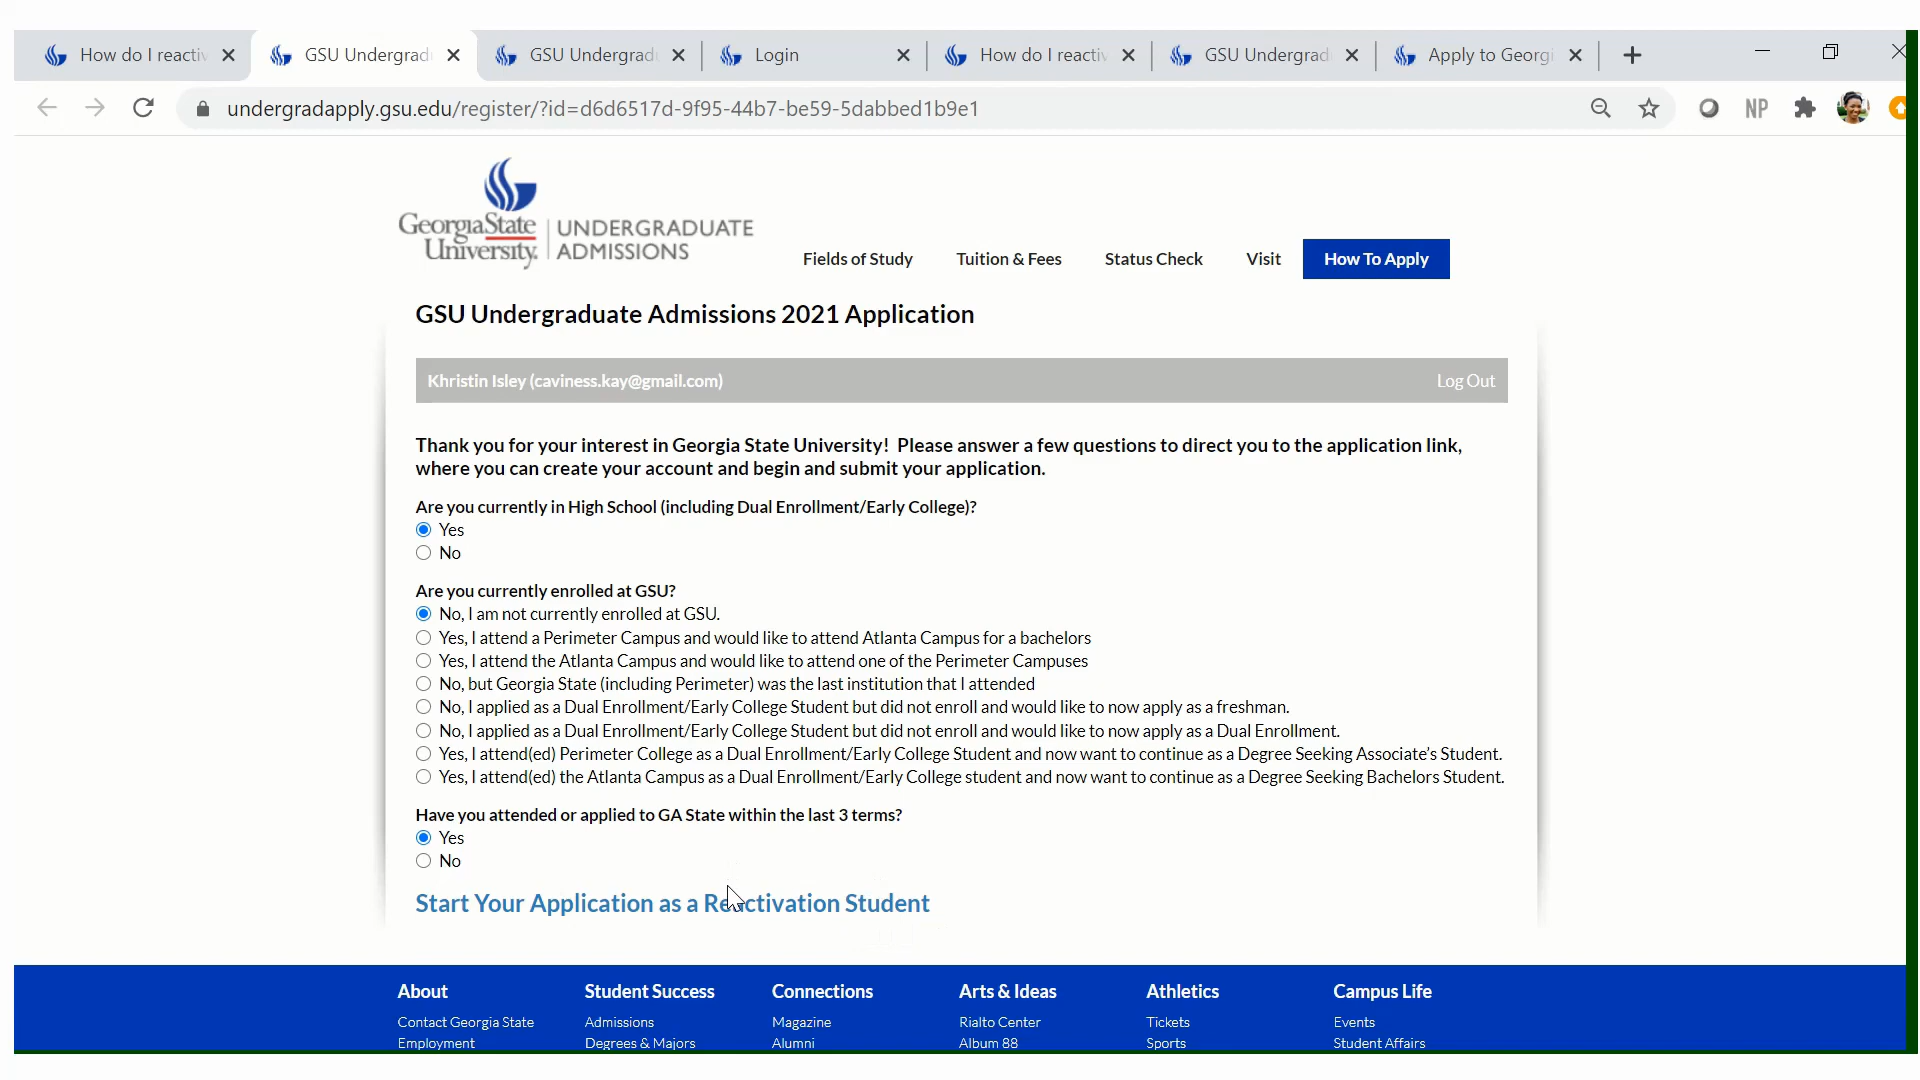 How do I reactiv
GSU Undergrad
GSU Undergradu
Login
How do I reactiv
GSU Undergrad
Apply to Georgi
undergradapply.gsu.edu/register/?id=d6d6517d-9f95-44b7-be59-5dabbed1b9e1
NP
GeorgiaState
University.
UNDERGRADUATE
ADMISSIONS
Fields of Study
Tuition & Fees
Status Check
Visit
How To Apply
GSU Undergraduate Admissions 2021 Application
Khristin Isley (caviness.kay@gmail.com)
Log Out
Thank you for your interest in Georgia State University! Please answer a few questions to direct you to the application link,
where you can create your account and begin and submit your application.
Are you currently in High School (including Dual Enrollment/Early College)?
Yes
No
Are you currently enrolled at GSU?
No, I am not currently enrolled at GSU.
Yes, I attend a Perimeter Campus and would like to attend Atlanta Campus for a bachelors
Yes, I attend the Atlanta Campus and would like to attend one of the Perimeter Campuses
No, but Georgia State (including Perimeter) was the last institution that I attended
No, I applied as a Dual Enrollment/Early College Student but did not enroll and would like to now apply as a freshman.
No, I applied as a Dual Enrollment/Early College Student but did not enroll and would like to now apply as a Dual Enrollment.
Yes, I attend(ed) Perimeter College as a Dual Enrollment/Early College Student and now want to continue as a Degree Seeking Associate's Student.
Yes, I attend(ed) the Atlanta Campus as a Dual Enrollment/Early College student and now want to continue as a Degree Seeking Bachelors Student.
Have you attended or applied to GA State within the last 3 terms?
Yes
No
Start Your Application as a Reactivation Student
About
Student Success
Connections
Arts & Ideas
Athletics
Campus Life
Contact Georgia State
Admissions
Magazine
Rialto Center
Tickets
Events
Employment
Degrees & Majors
Alumni
Album 88
Sports
Student Affairs